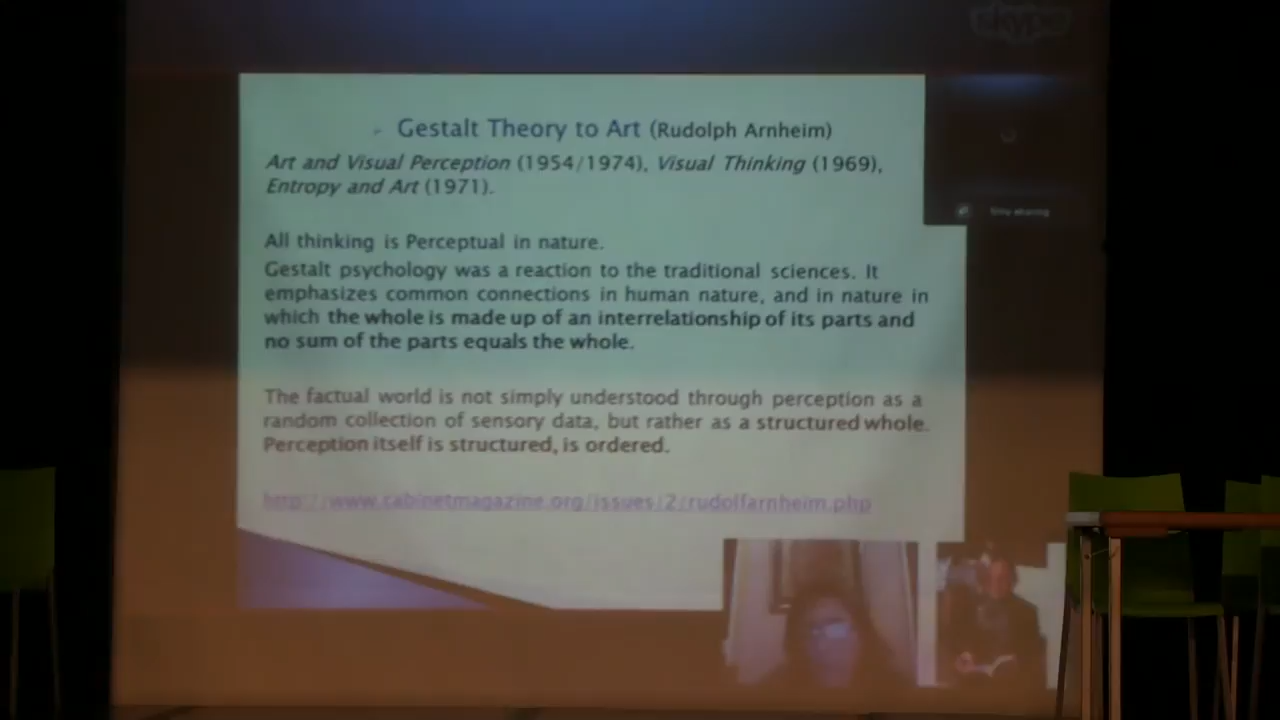 skype
Gestalt Theory to Art (Rudolph Arnheim)
Art and Visual Perception (1954/1974), Visual Thinking (1969),
Entropy and Art (1971).
Stop sharing
All thinking is Perceptual in nature.
Gestalt psychology was a reaction to the traditional sciences. It
emphasizes common connections in human nature, and in nature in
which the whole is made up of an interrelationship of its parts and
no sum of the parts equals the whole.
The factual world is not simply understood through perception as a
random collection of sensory data, but rather as a structured whole.
Perception itself is structured, is ordered.
http://www.cabinetmagazine.org/issues/2/rudolfarnheim.php